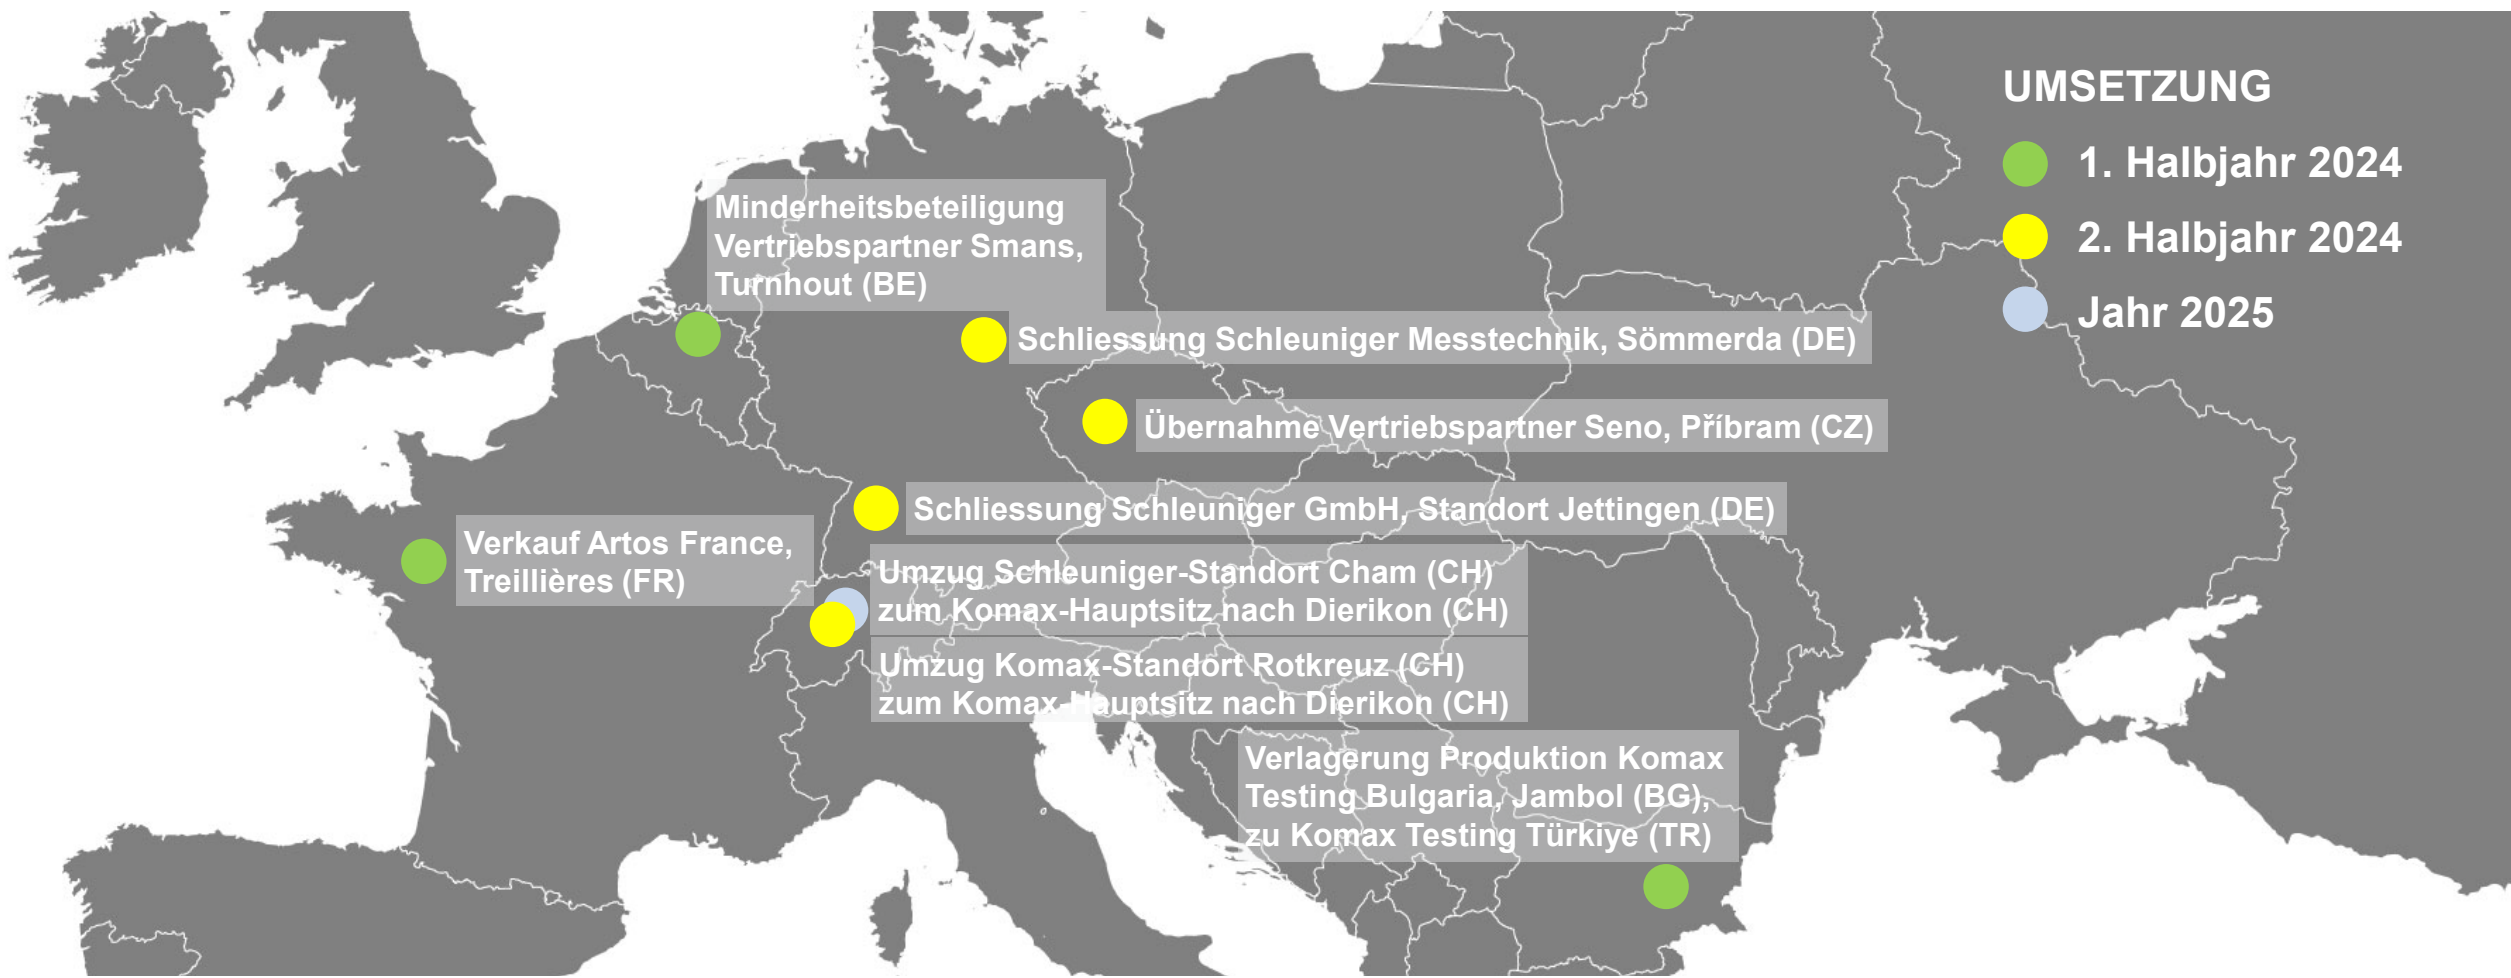 UMSETZUNG
1. Halbjahr 2024
2. Halbjahr 2024
Jahr 2025
Minderheitsbeteiligung
Vertriebspartner Smans,
Turnhout (BE)
Schliessung Schleuniger Messtechnik, Sömmerda (DE)
Übernahme Vertriebspartner Seno, Příbram (CZ)
Schliessung Schleuniger GmbH, Standort Jettingen (DE)
Verkauf Artos France,
Treillières (FR)
Umzug Schleuniger-Standort Cham (CH)
zum Komax-Hauptsitz nach Dierikon (CH)
Umzug Komax-Standort Rotkreuz (CH)
zum Komax-Hauptsitz nach Dierikon (CH)
Verlagerung Produktion Komax
Testing Bulgaria, Jambol (BG),
zu Komax Testing Türkiye (TR)